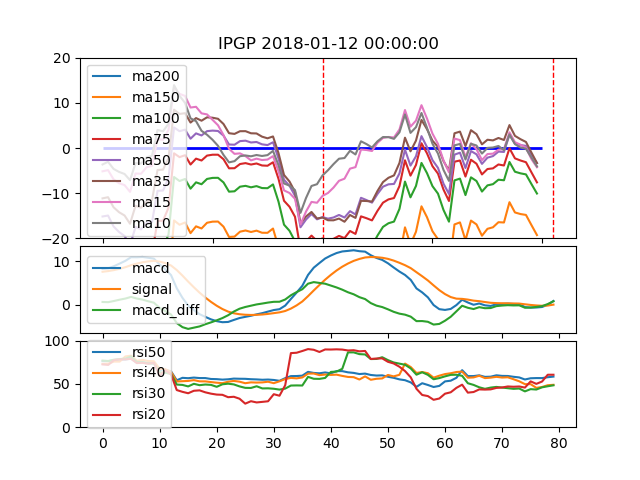 IPGP 2018-01-12 00:00:00
20
10
0
−10
−20
ma200
ma150
ma100
ma75
ma50
ma35
ma15
ma10
10
0
macd
signal
macd_diff
100
50
0
rsi50
rsi40
rsi30
rsi20
0 10 20 30 40 50 60 70 80